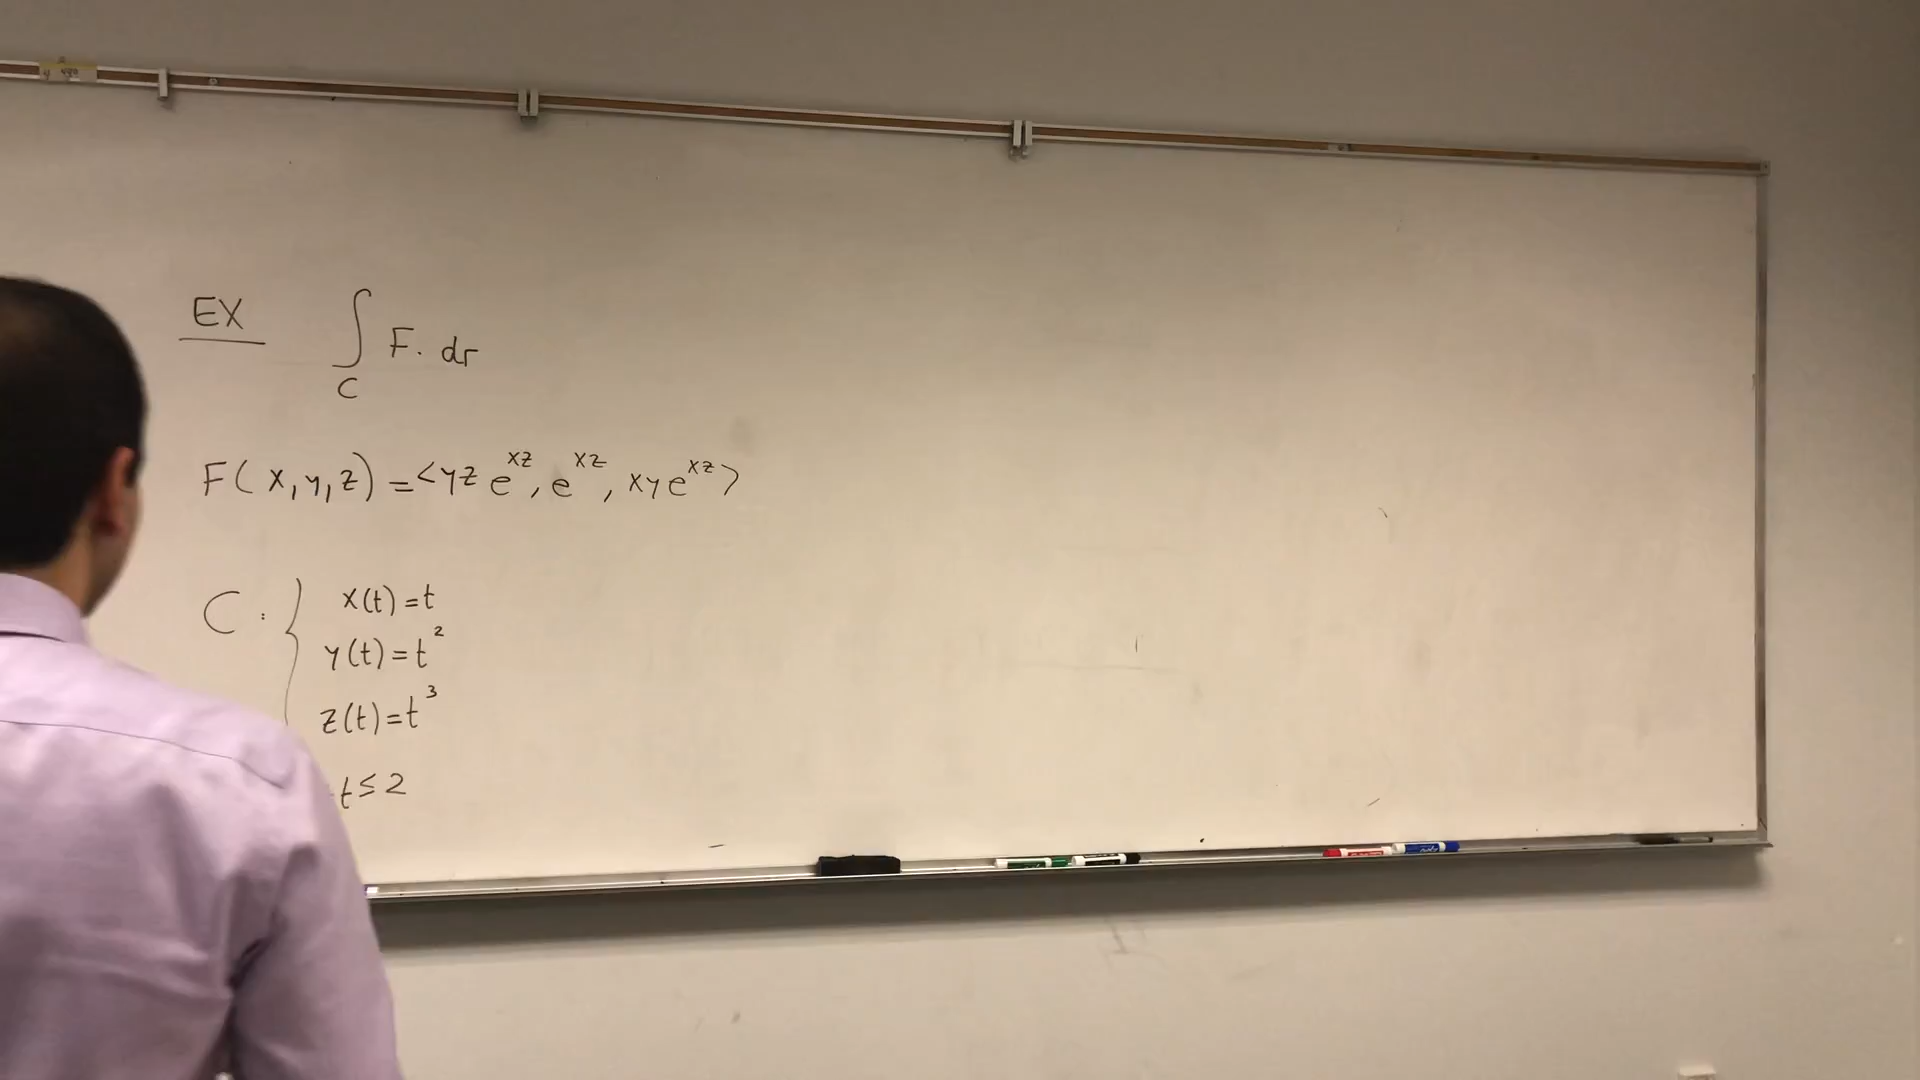 EX ∫_C F. dr
F(x,y,z) = <yz e^{xz}, e^{xz}, xy e^{xz}>
C: { x(t)=t
y(t)=t^2
z(t)=t^3
t≤2